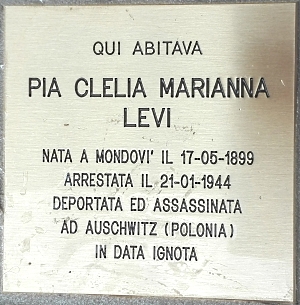 QUI ABITAVA
PIA CLELIA MARIANNA
LEVI
NATA A MONDOVI' IL 17-05-1899
ARRESTATA IL 21-01-1944
DEPORTATA ED ASSASSINATA
AD AUSCHWITZ (POLONIA)
IN DATA IGNOTA